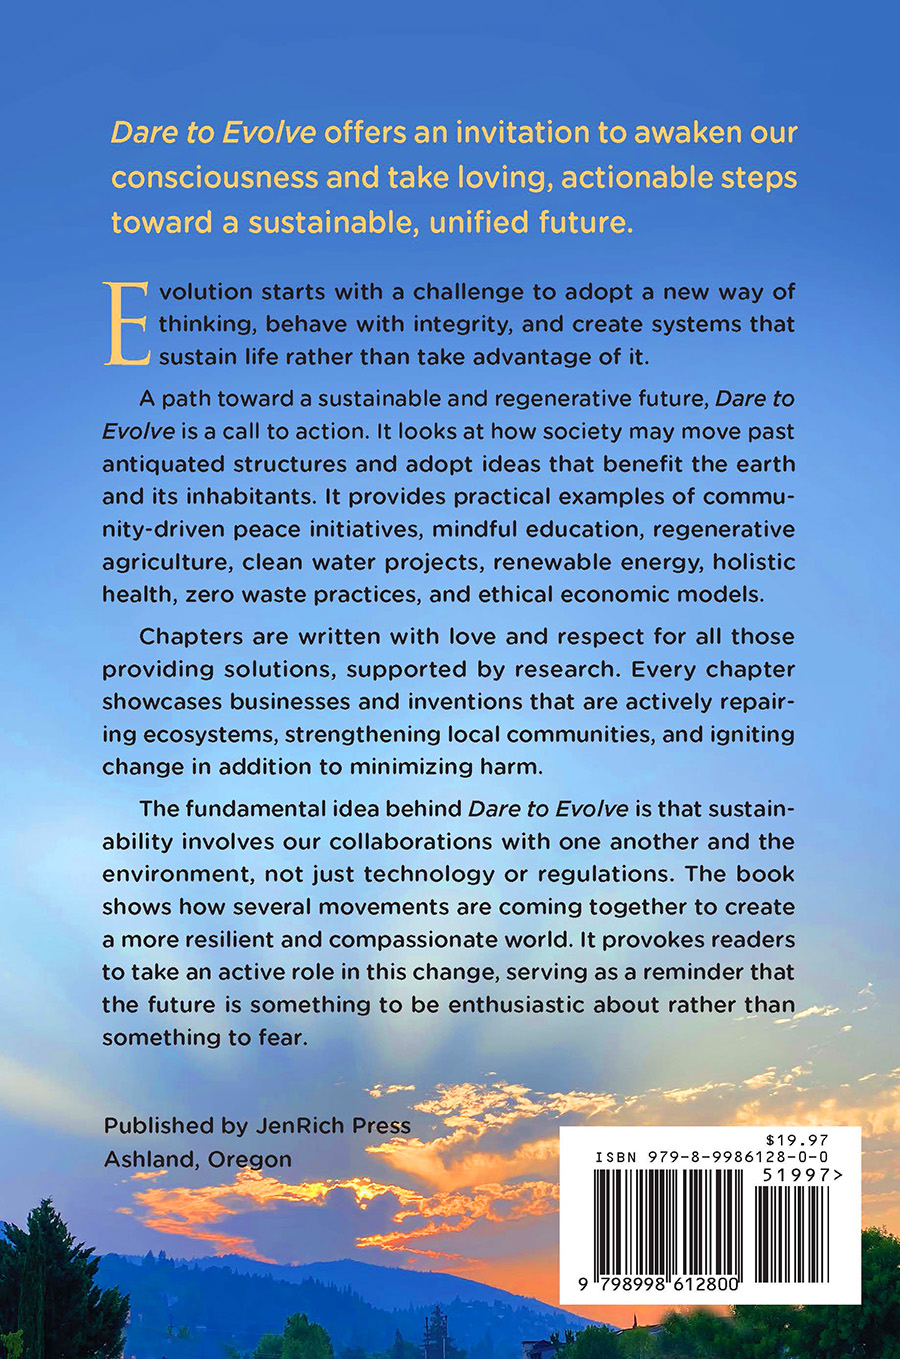 Dare to Evolve offers an invitation to awaken our
consciousness and take loving, actionable steps
toward a sustainable, unified future.
Evolution starts with a challenge to adopt a new way of
thinking, behave with integrity, and create systems that
sustain life rather than take advantage of it.
A path toward a sustainable and regenerative future, Dare to
Evolve is a call to action. It looks at how society may move past
antiquated structures and adopt ideas that benefit the earth
and its inhabitants. It provides practical examples of commu-
nity-driven peace initiatives, mindful education, regenerative
agriculture, clean water projects, renewable energy, holistic
health, zero waste practices, and ethical economic models.
Chapters are written with love and respect for all those
providing solutions, supported by research. Every chapter
showcases businesses and inventions that are actively repair-
ing ecosystems, strengthening local communities, and igniting
change in addition to minimizing harm.
The fundamental idea behind Dare to Evolve is that sustain-
ability involves our collaborations with one another and the
environment, not just technology or regulations. The book
shows how several movements are coming together to create
a more resilient and compassionate world. It provokes readers
to take an active role in this change, serving as a reminder that
the future is something to be enthusiastic about rather than
something to fear.
Published by JenRich Press
Ashland, Oregon
$19.97
ISBN 979-8-9986128-0-0
51997>
9 798998 612800